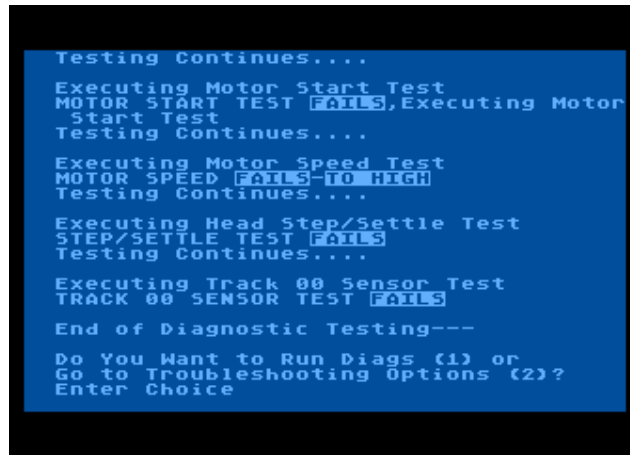 Testing Continues....
Executing Motor Start Test
MOTOR START TEST FAILS,Executing Motor
Start Test
Testing Continues....
Executing Motor Speed Test
MOTOR SPEED FAILS-TO HIGH
Testing Continues....
Executing Head Step/Settle Test
STEP/SETTLE TEST FAILS
Testing Continues....
Executing Track 00 Sensor Test
TRACK 00 SENSOR TEST FAILS
End of Diagnostic Testing---
Do You Want to Run Diags (1) or
Go to Troubleshooting Options (2)?
Enter Choice